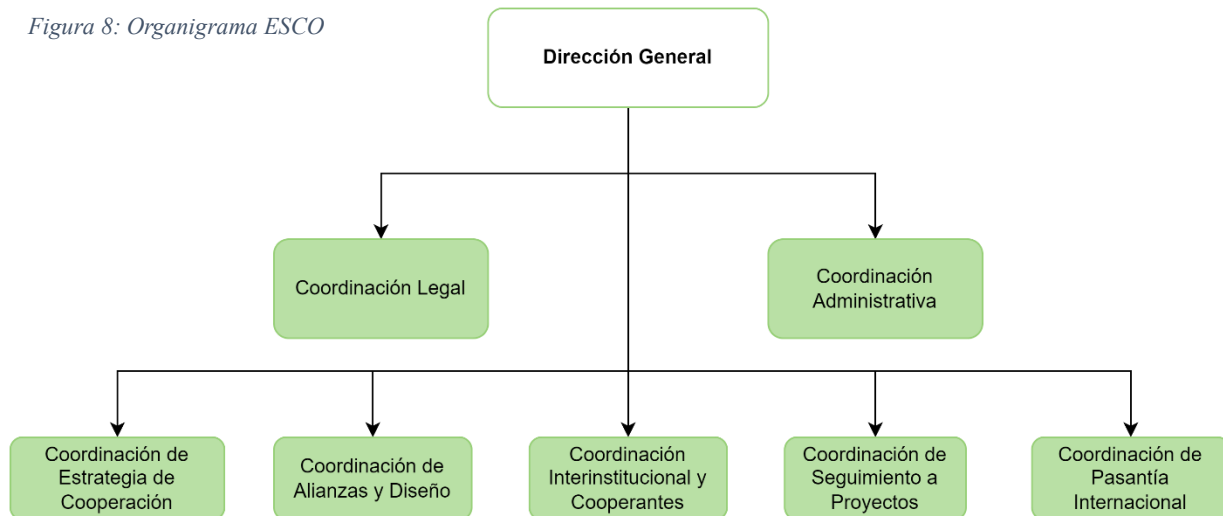 Figura 8: Organigrama ESCO
Dirección General
Coordinación Legal
Coordinación
Administrativa
Coordinación de
Estrategia de
Cooperación
Coordinación de
Alianzas y Diseño
Coordinación
Interinstitucional y
Cooperantes
Coordinación de
Seguimiento a
Proyectos
Coordinación de
Pasantía
Internacional